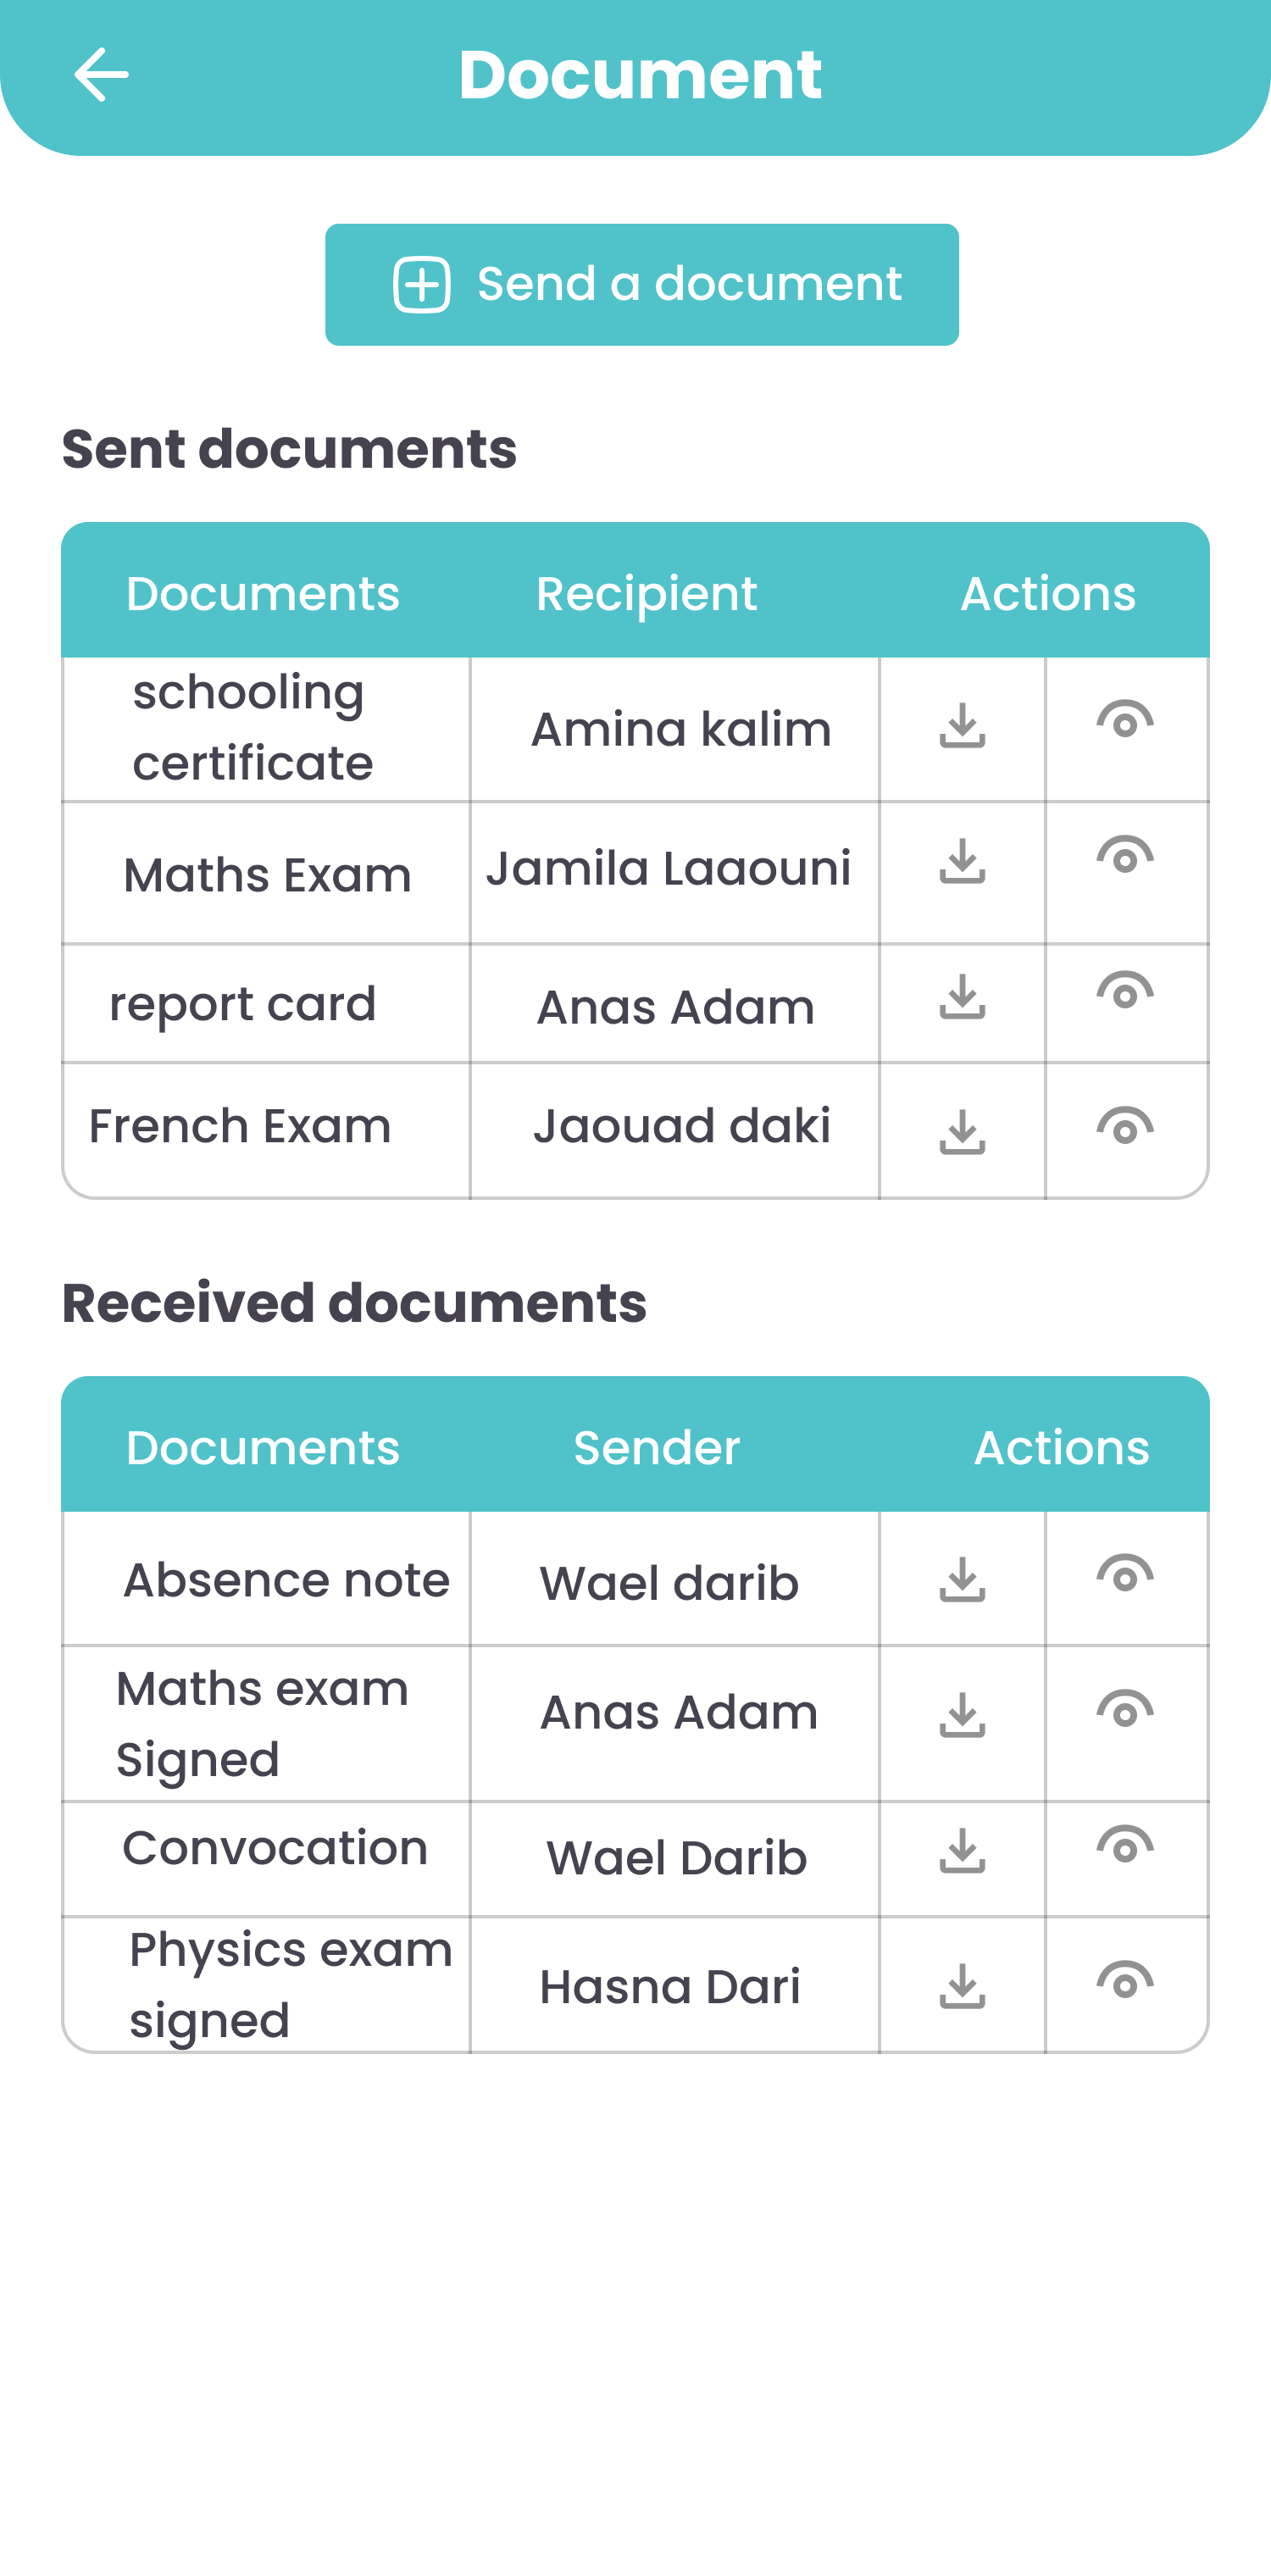 Document
Send a document
Sent documents
Documents Recipient Actions
schooling
certificate
Amina kalim
Maths Exam Jamila Laaouni
report card Anas Adam
French Exam Jaouad daki
Received documents
Documents Sender Actions
Absence note Wael darib
Maths exam
Signed
Anas Adam
Convocation Wael Darib
Physics exam
signed
Hasna Dari